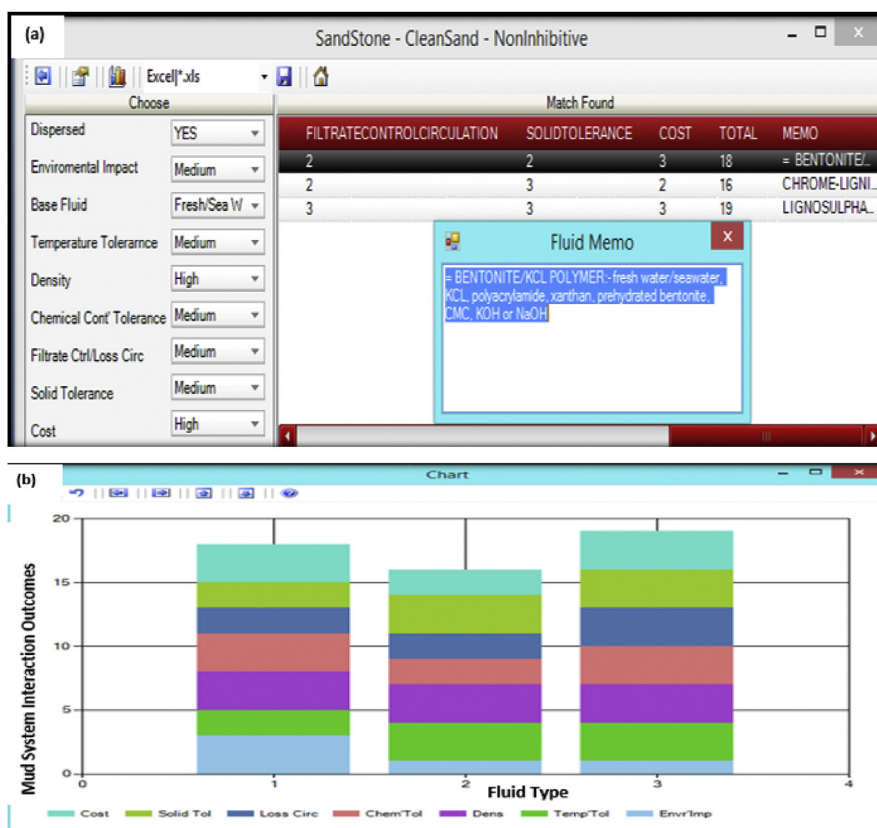 (a)
SandStone - CleanSand - NonInhibitive
Excel|*.xls
Choose
Match Found
Dispersed YES
Enviromental Impact Medium
Base Fluid Fresh/Sea W
Temperature Tolerarnce Medium
Density High
Chemical Cont' Tolerance Medium
Filtrate Ctrl/Loss Circ Medium
Solid Tolerance Medium
Cost High
FILTRATECONTROLCIRCULATION SOLIDTOLERANCE COST TOTAL MEMO
2 2 3 18 = BENTONITE/...
2 3 2 16 CHROME-LIGNI...
3 3 3 19 LIGNOSULPHA...
Fluid Memo
= BENTONITE/KCL POLYMER:- fresh water/seawater,
KCL, polyacrylamide, xanthan, prehydrated bentonite,
CMC, KOH or NaOH
(b)
Chart
Mud System Interaction Outcomes
20
15
10
5
0
0 1 2 3 4
Fluid Type
Cost Solid Tol Loss Circ Chem'Tol Dens Temp'Tol Envr'Imp